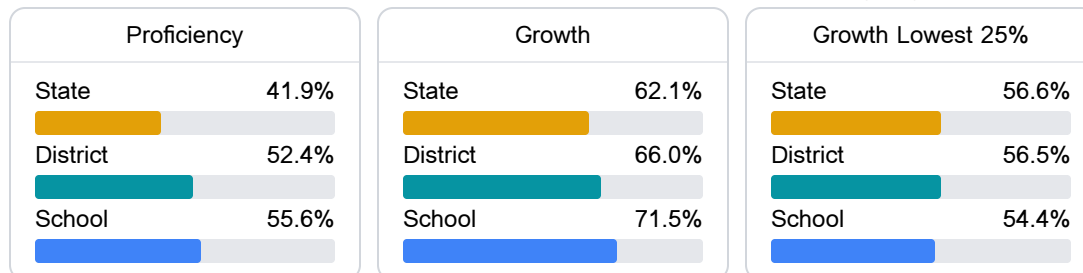 Proficiency
State 41.9%
District 52.4%
School 55.6%
Growth
State 62.1%
District 66.0%
School 71.5%
Growth Lowest 25%
State 56.6%
District 56.5%
School 54.4%